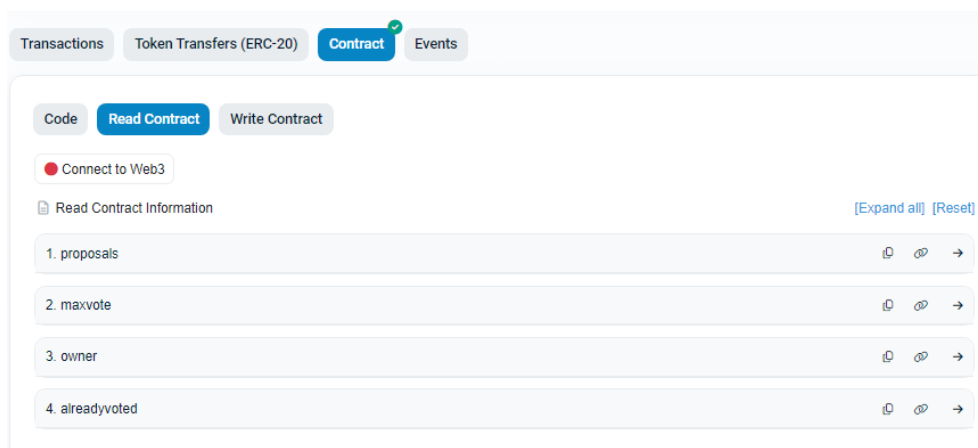 Transactions Token Transfers (ERC-20) Contract Events
Code Read Contract Write Contract
Connect to Web3
Read Contract Information [Expand all] [Reset]
1. proposals
2. maxvote
3. owner
4. alreadyvoted